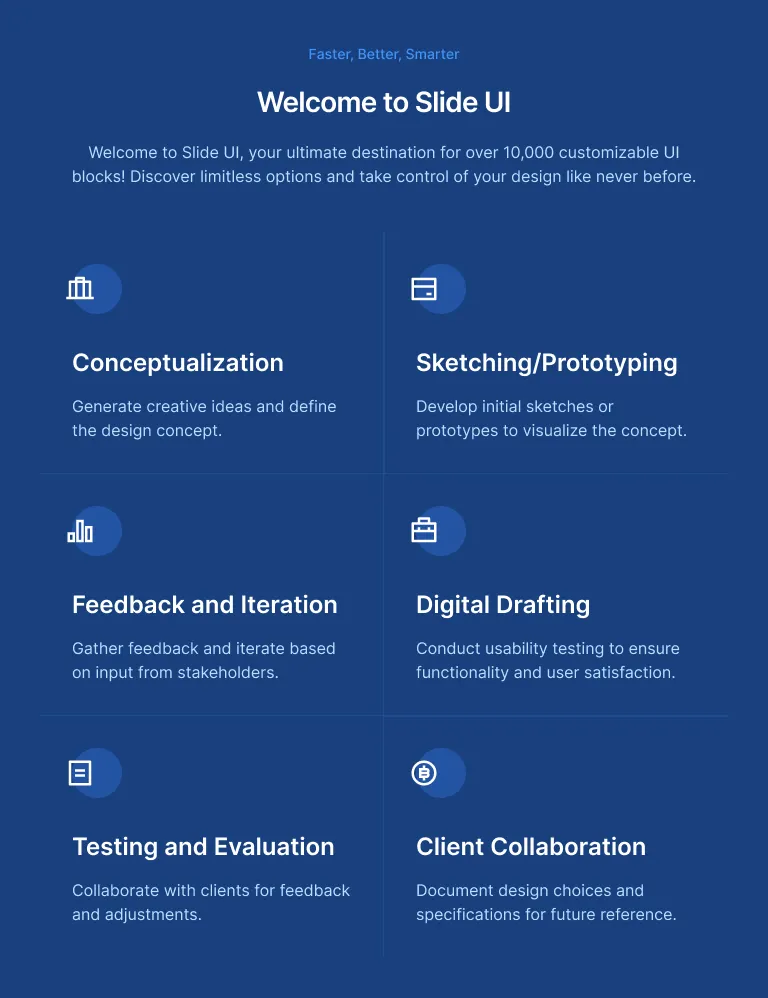 Faster, Better, Smarter
Welcome to Slide UI
Welcome to Slide UI, your ultimate destination for over 10,000 customizable UI
blocks! Discover limitless options and take control of your design like never before.
Conceptualization
Generate creative ideas and define
the design concept.
Sketching/Prototyping
Develop initial sketches or
prototypes to visualize the concept.
Feedback and Iteration
Gather feedback and iterate based
on input from stakeholders.
Digital Drafting
Conduct usability testing to ensure
functionality and user satisfaction.
Testing and Evaluation
Collaborate with clients for feedback
and adjustments.
Client Collaboration
Document design choices and
specifications for future reference.